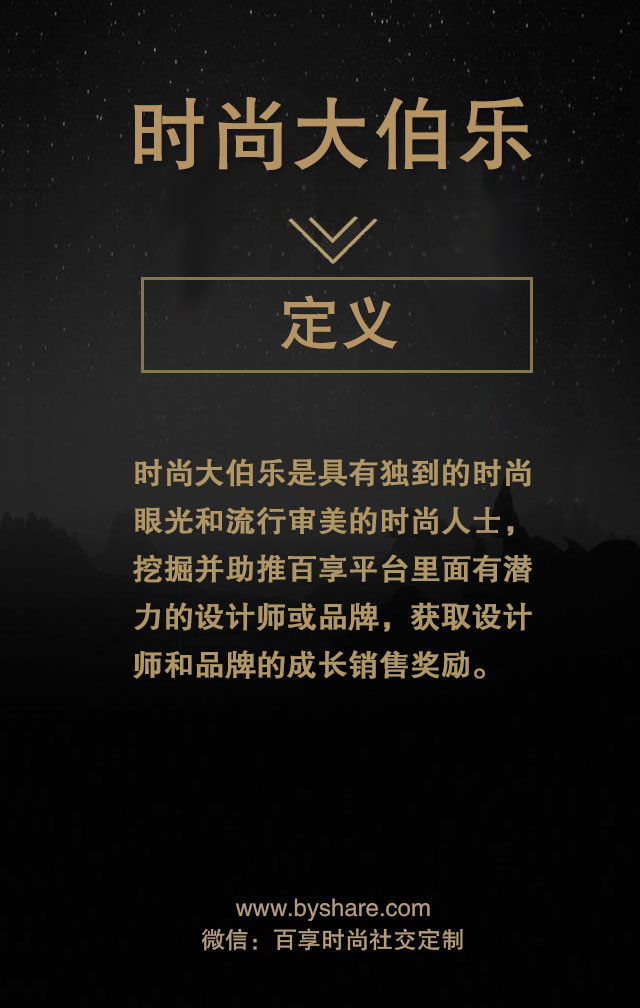 时尚大伯乐
定义
时尚大伯乐是具有独到的时尚
眼光和流行审美的时尚人士，
挖掘并助推百享平台里面有潜
力的设计师或品牌，获取设计
师和品牌的成长销售奖励。
www.byshare.com
微信：百享时尚社交定制